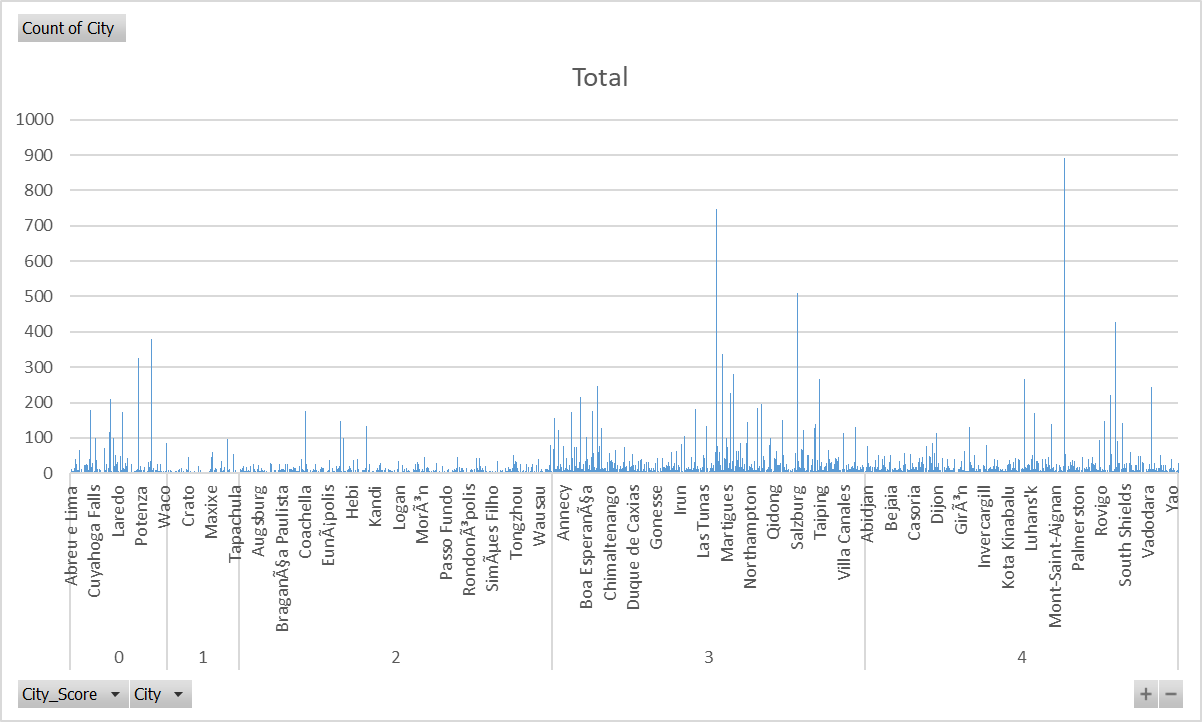 Count of City
Total
1000
900
800
700
600
500
400
300
200
100
0
Abreu e Lima
Cuyahoga Falls
Laredo
Potenza
Waco
Crato
Maxixe
Tapachula
Augsburg
BraganÃ§a Paulista
Coachella
EunÃ¡polis
Hebi
Kandi
Logan
MorÃ³n
Passo Fundo
RondonÃ³polis
SimÃµes Filho
Tongzhou
Wausau
Annecy
Boa EsperanÃ§a
Chimaltenango
Duque de Caxias
Gonesse
Irun
Las Tunas
Martigues
Northampton
Qidong
Salzburg
Taiping
Villa Canales
Abidjan
Bejaia
Casoria
Dijon
GirÃ³n
Invercargill
Kota Kinabalu
Luhans'k
Mont-Saint-Aignan
Palmerston
Rovigo
South Shields
Vadodara
Yao
0
1
2
3
4
City_Score
City